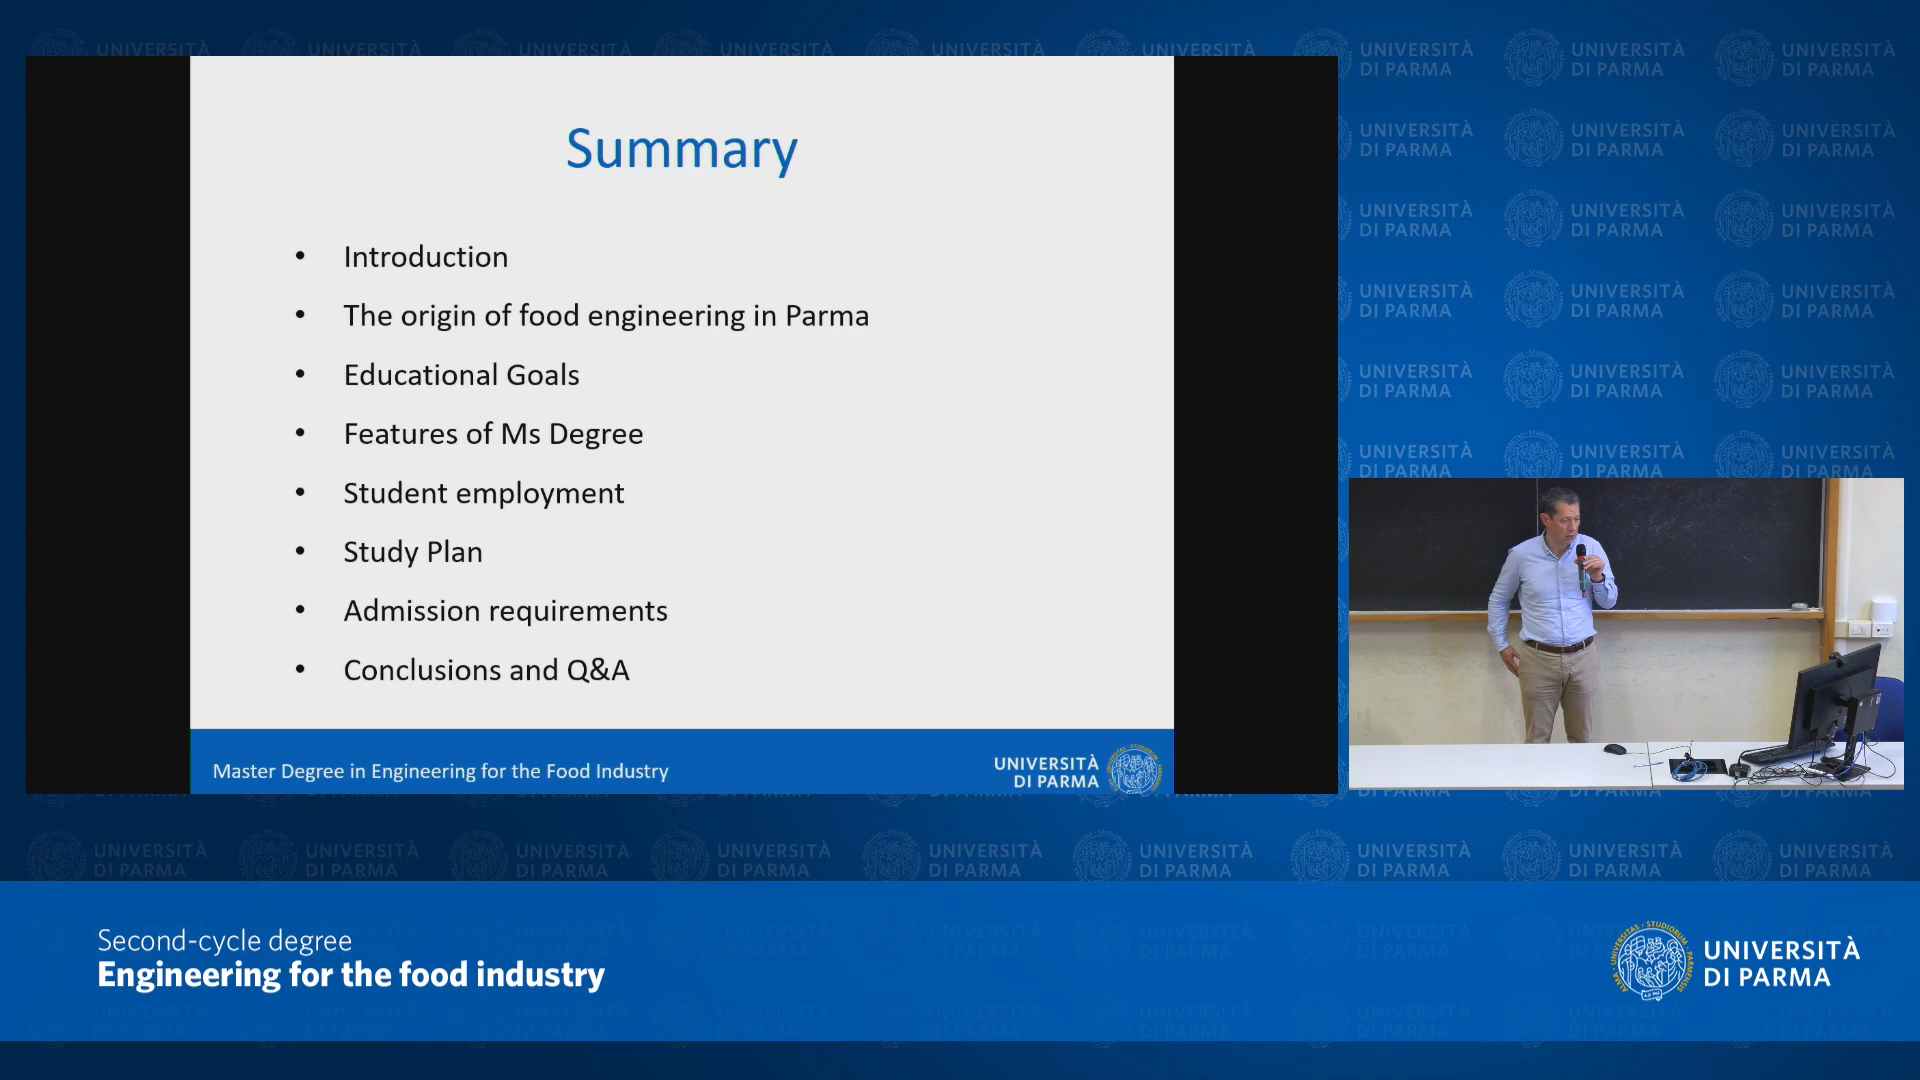 Summary
• Introduction
• The origin of food engineering in Parma
• Educational Goals
• Features of Ms Degree
• Student employment
• Study Plan
• Admission requirements
• Conclusions and Q&A
Master Degree in Engineering for the Food Industry
UNIVERSITÀ
DI PARMA
Second-cycle degree
Engineering for the food industry
UNIVERSITÀ
DI PARMA